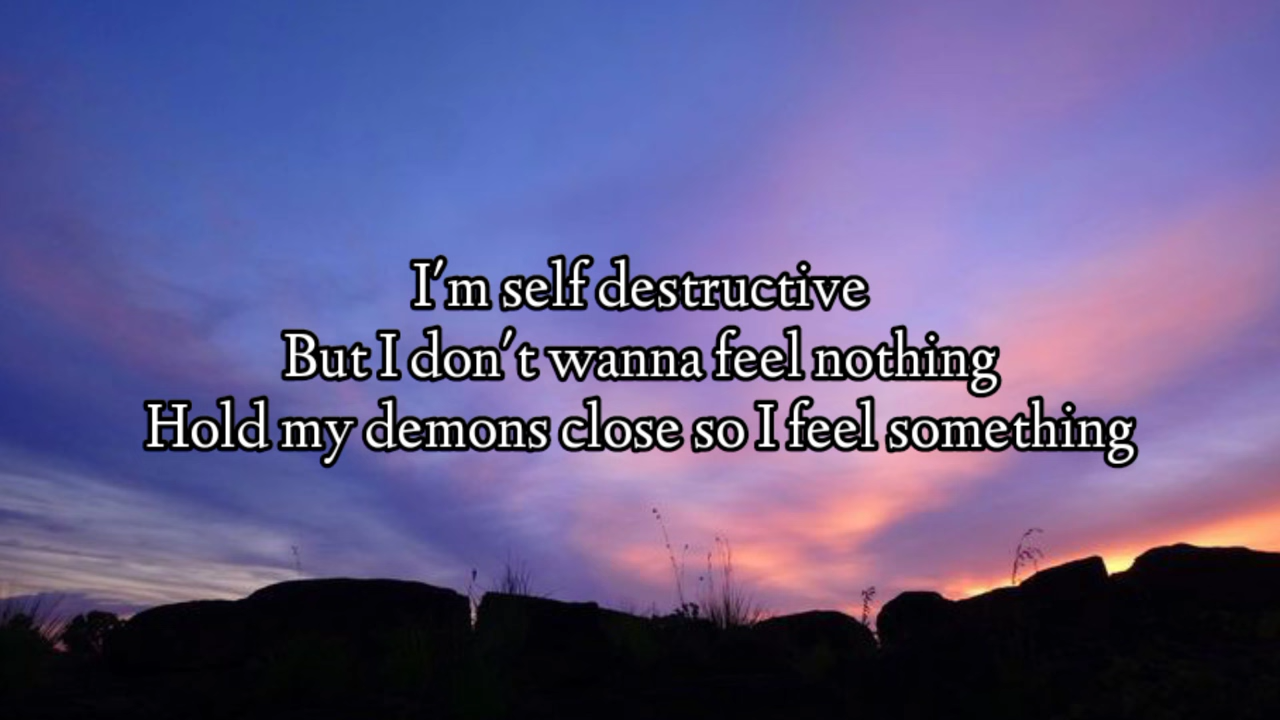 I'm self destructive
But I don't wanna feel nothing
Hold my demons close so I feel something